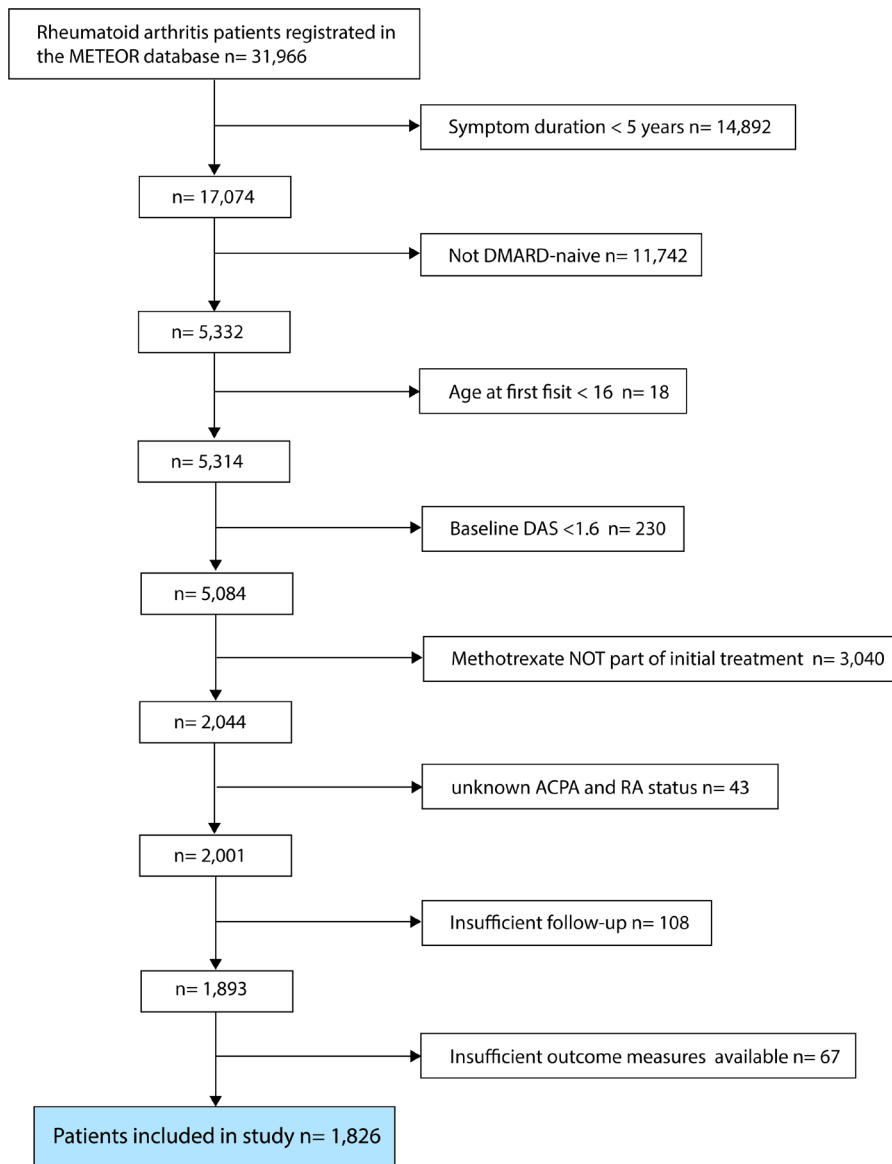 Rheumatoid arthritis patients registrated in
the METEOR database n= 31,966
Symptom duration < 5 years n= 14,892
n= 17,074
Not DMARD-naive n= 11,742
n= 5,332
Age at first fisit < 16 n= 18
n= 5,314
Baseline DAS <1.6 n= 230
n= 5,084
Methotrexate NOT part of initial treatment n= 3,040
n= 2,044
unknown ACPA and RA status n= 43
n= 2,001
Insufficient follow-up n= 108
n= 1,893
Insufficient outcome measures available n= 67
Patients included in study n= 1,826